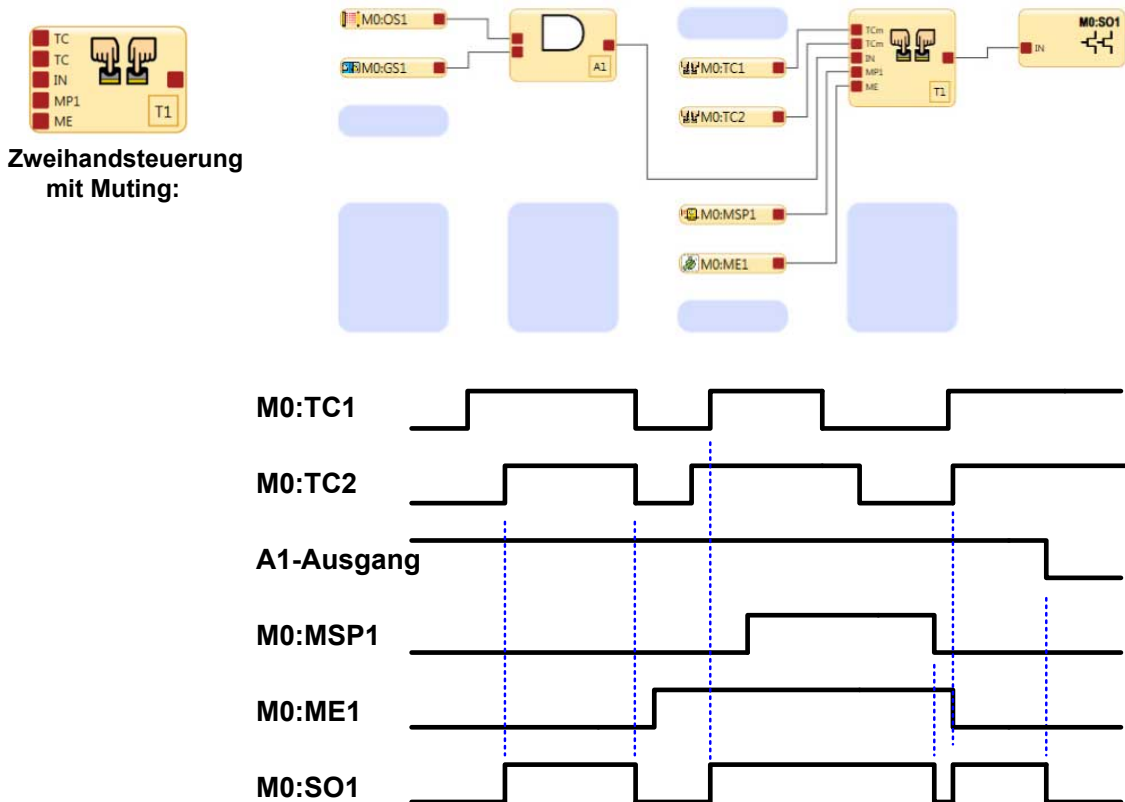 TC
TC
IN
MP1
ME
T1
Zweihandsteuerung
mit Muting:
M0:OS1
M0:GS1
A1
M0:TC1
M0:TC2
M0:MSP1
M0:ME1
TCm
TCm
IN
MP1
ME
T1
M0:SO1
IN
M0:TC1
M0:TC2
A1-Ausgang
M0:MSP1
M0:ME1
M0:SO1